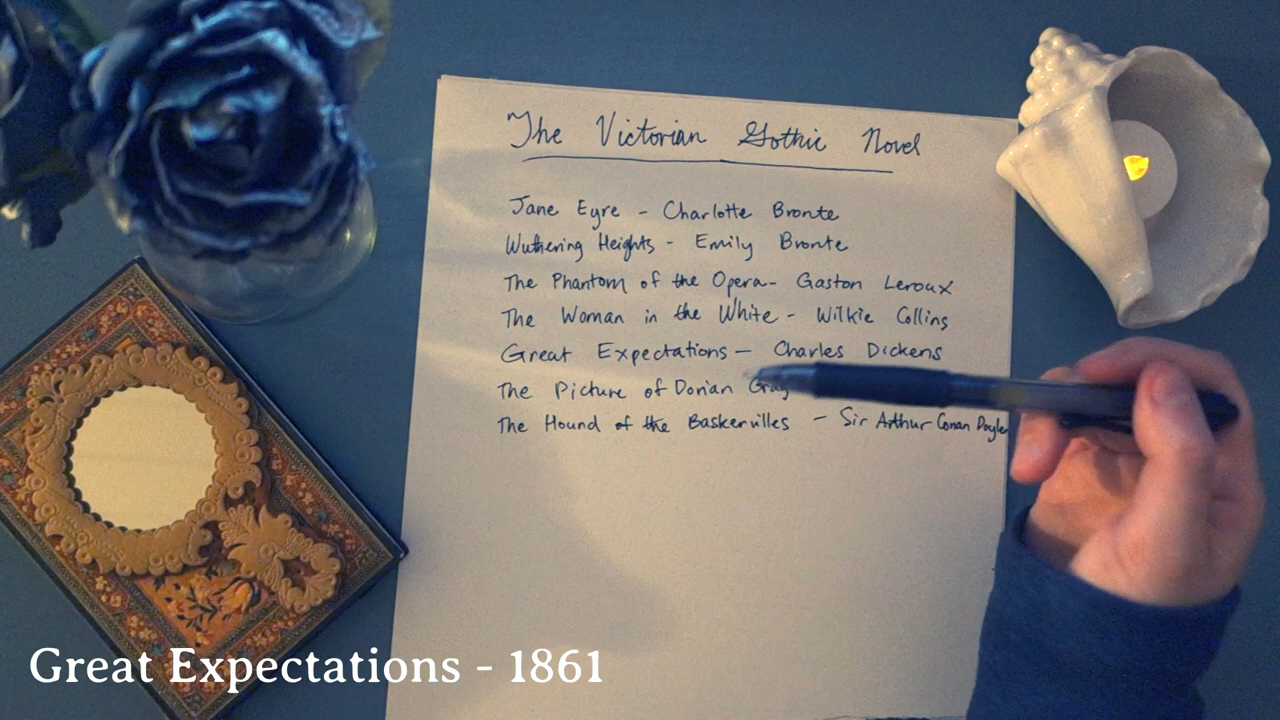 The Victorian Gothic Novel
Jane Eyre - Charlotte Bronte
Wuthering Heights - Emily Bronte
The Phantom of the Opera - Gaston Leroux
The Woman in the White - Wilkie Collins
Great Expectations - Charles Dickens
The Picture of Dorian Gray
The Hound of the Baskervilles - Sir Arthur Conan Doyle
Great Expectations - 1861